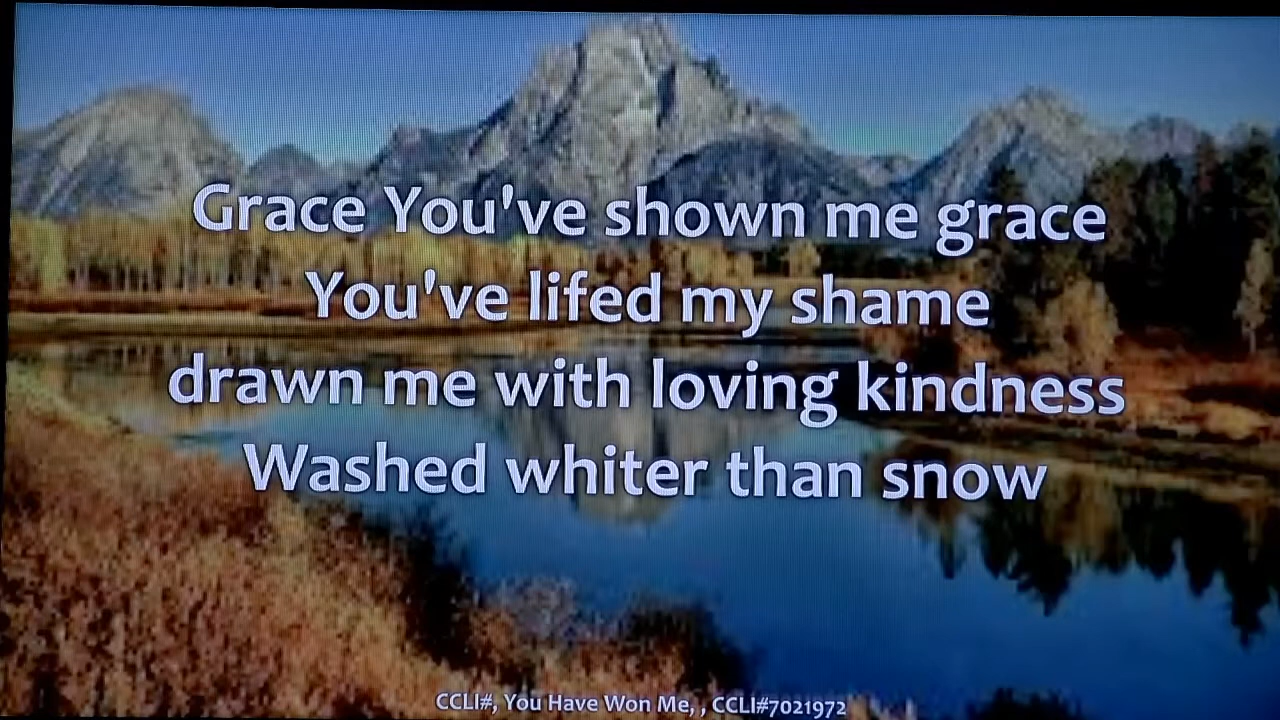 Grace You've shown me grace
You've lifed my shame
drawn me with loving kindness
Washed whiter than snow
CCLI#, You Have Won Me, , CCLI#7021972